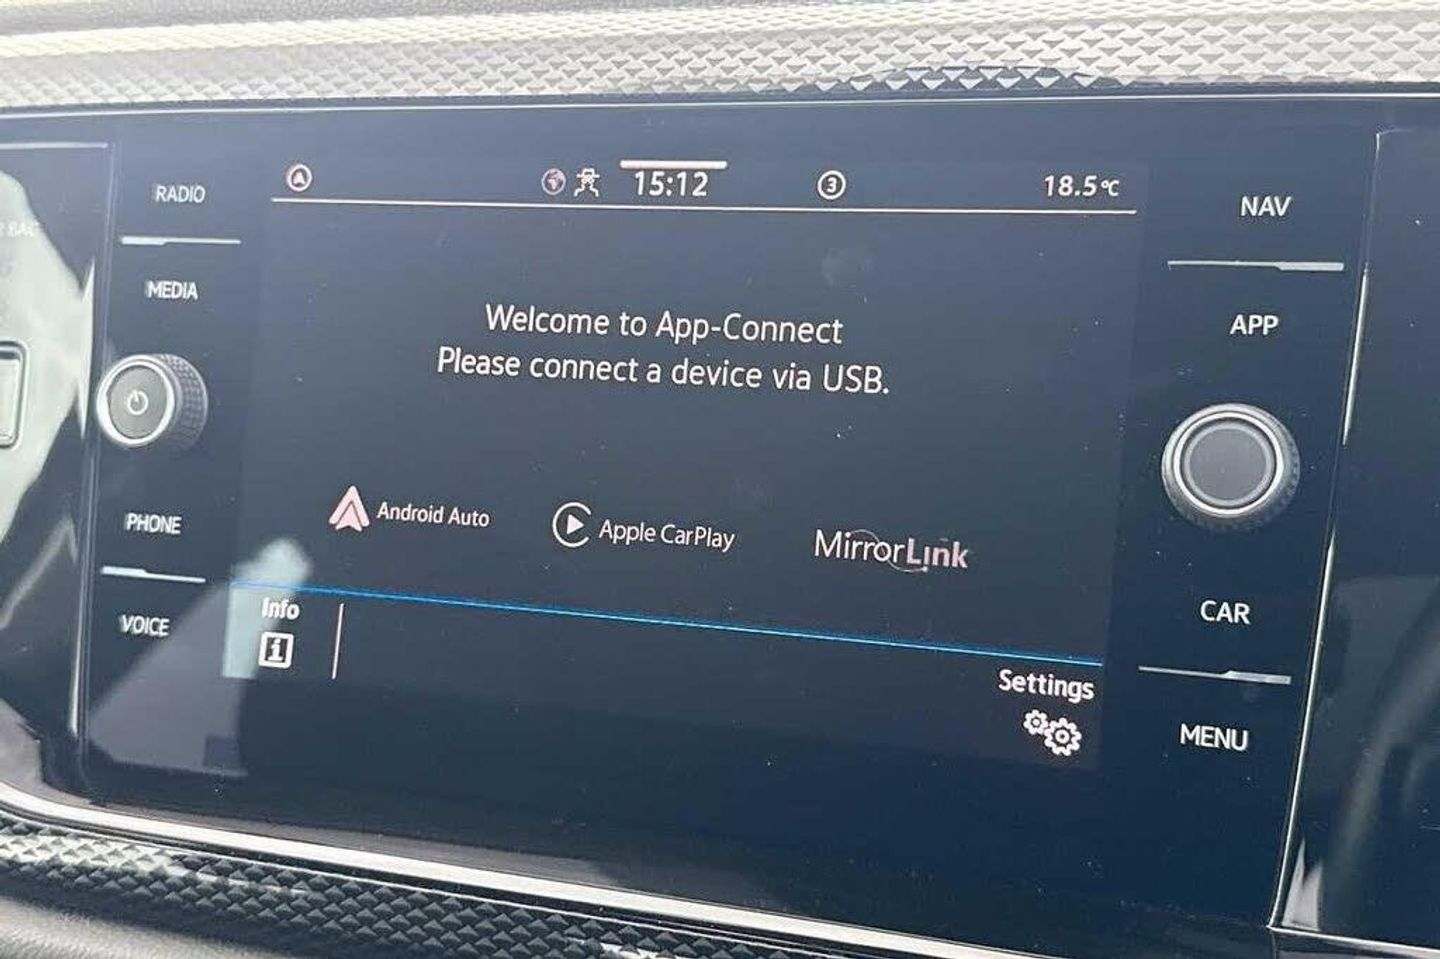 RADIO
MEDIA
PHONE
VOICE
15:12
3
18.5°C
Welcome to App-Connect
Please connect a device via USB.
Android Auto
Apple CarPlay
MirrorLink
Info
i
Settings
NAV
APP
CAR
MENU